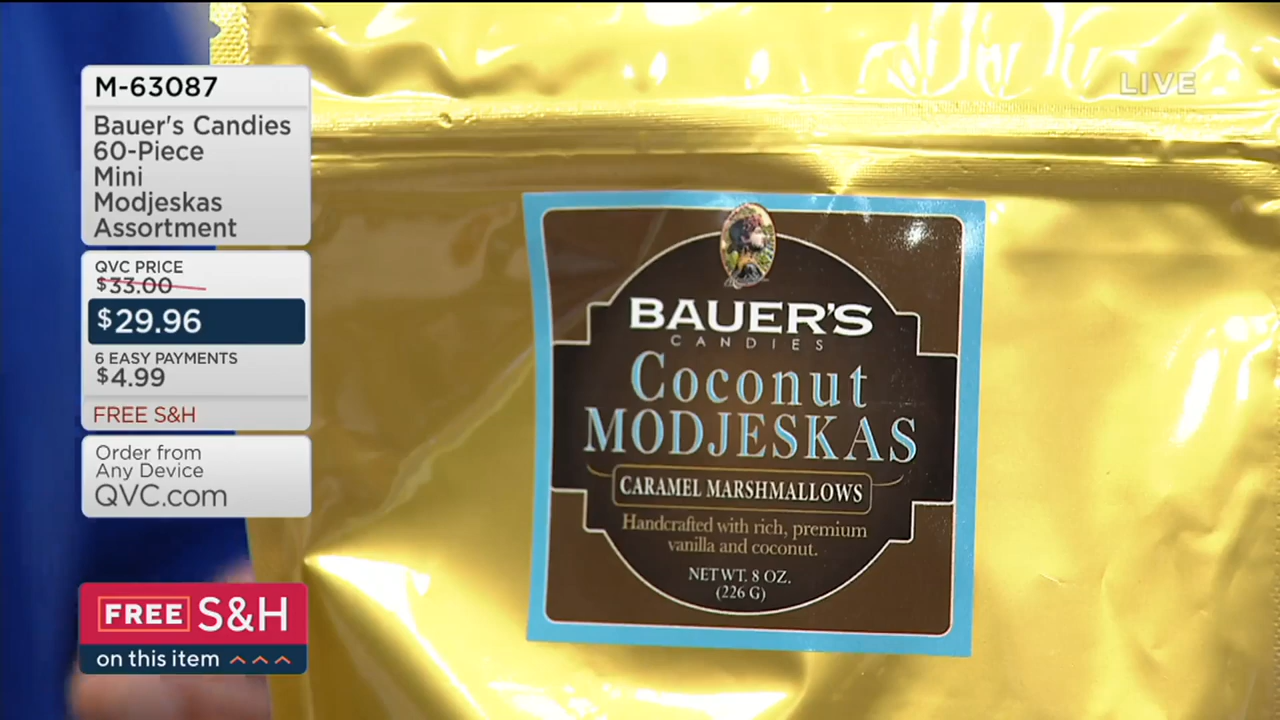 M-63087
Bauer's Candies
60-Piece
Mini
Modjeskas
Assortment
QVC PRICE
$33.00
$29.96
6 EASY PAYMENTS
$4.99
FREE S&H
Order from
Any Device
QVC.com
FREE S&H
on this item
LIVE
BAUER'S
CANDIES
Coconut
MODJESKAS
CARAMEL MARSHMALLOWS
Handcrafted with rich, premium
vanilla and coconut.
NET WT. 8 OZ.
(226 G)